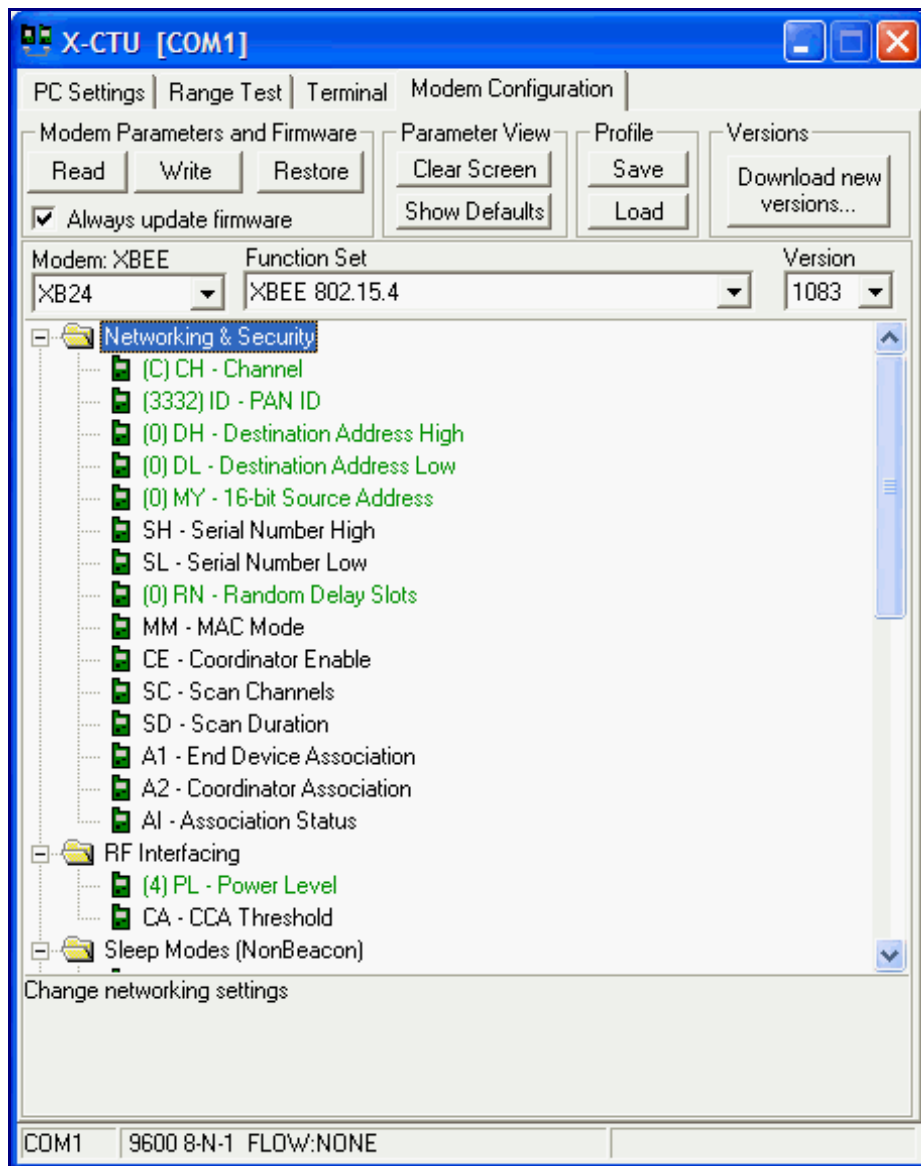 X-CTU [COM1]
PC Settings Range Test Terminal Modem Configuration
Modem Parameters and Firmware Parameter View Profile Versions
Read Write Restore Clear Screen Save Download new versions...
Always update firmware Show Defaults Load
Modem: XBEE Function Set Version
XB24 XBEE 802.15.4 1083
Networking & Security
(C) CH - Channel
(3332) ID - PAN ID
(0) DH - Destination Address High
(0) DL - Destination Address Low
(0) MY - 16-bit Source Address
SH - Serial Number High
SL - Serial Number Low
(0) RN - Random Delay Slots
MM - MAC Mode
CE - Coordinator Enable
SC - Scan Channels
SD - Scan Duration
A1 - End Device Association
A2 - Coordinator Association
AI - Association Status
RF Interfacing
(4) PL - Power Level
CA - CCA Threshold
Sleep Modes (NonBeacon)
Change networking settings
COM1 9600 8-N-1 FLOW:NONE